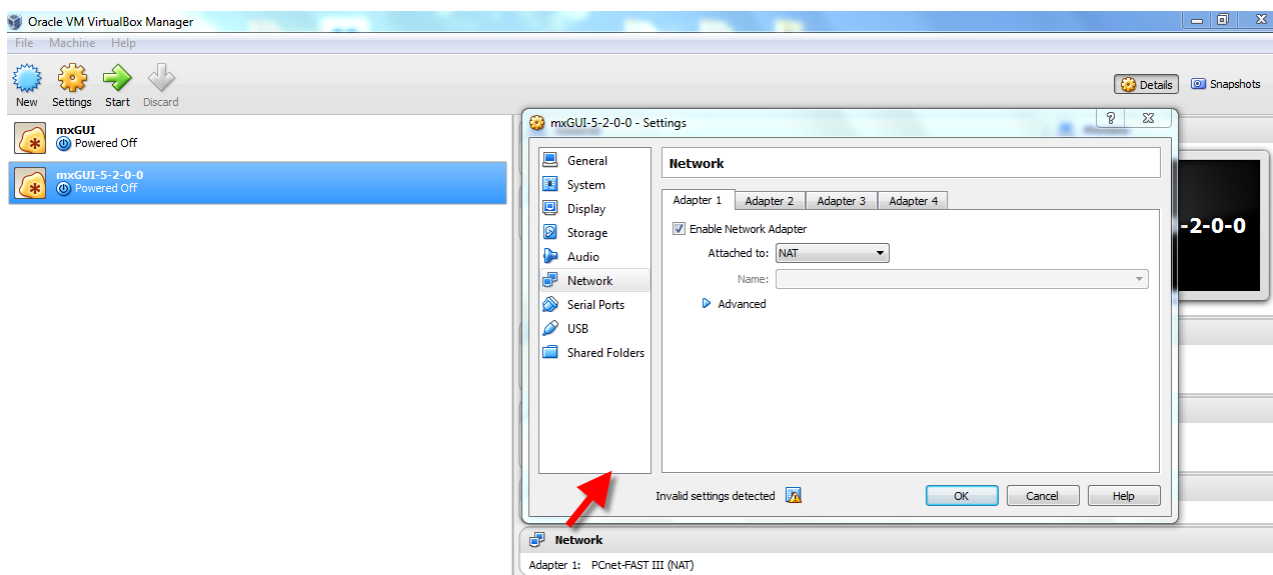 Oracle VM VirtualBox Manager
File Machine Help
New Settings Start Discard
Details Snapshots
mxGUI
Powered Off
mxGUI-5-2-0-0
Powered Off
mxGUI-5-2-0-0 - Settings
General
System
Display
Storage
Audio
Network
Serial Ports
USB
Shared Folders
Network
Adapter 1 Adapter 2 Adapter 3 Adapter 4
Enable Network Adapter
Attached to: NAT
Name:
Advanced
Invalid settings detected
OK Cancel Help
-2-0-0
Network
Adapter 1: PCnet-FAST III (NAT)